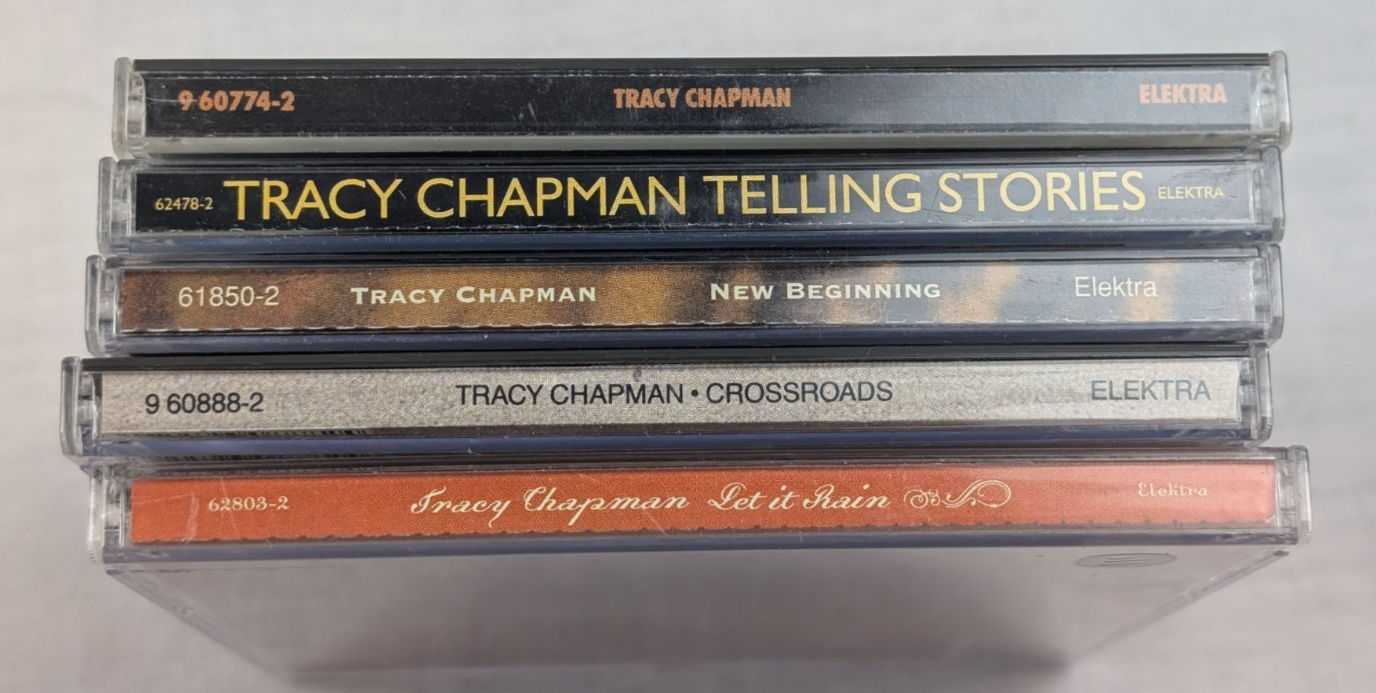 9 60774-2 TRACY CHAPMAN ELEKTRA
62478-2 TRACY CHAPMAN TELLING STORIES ELEKTRA
61850-2 TRACY CHAPMAN NEW BEGINNING Elektra
9 60888-2 TRACY CHAPMAN • CROSSROADS ELEKTRA
62803-2 Tracy Chapman Let it Rain Elektra